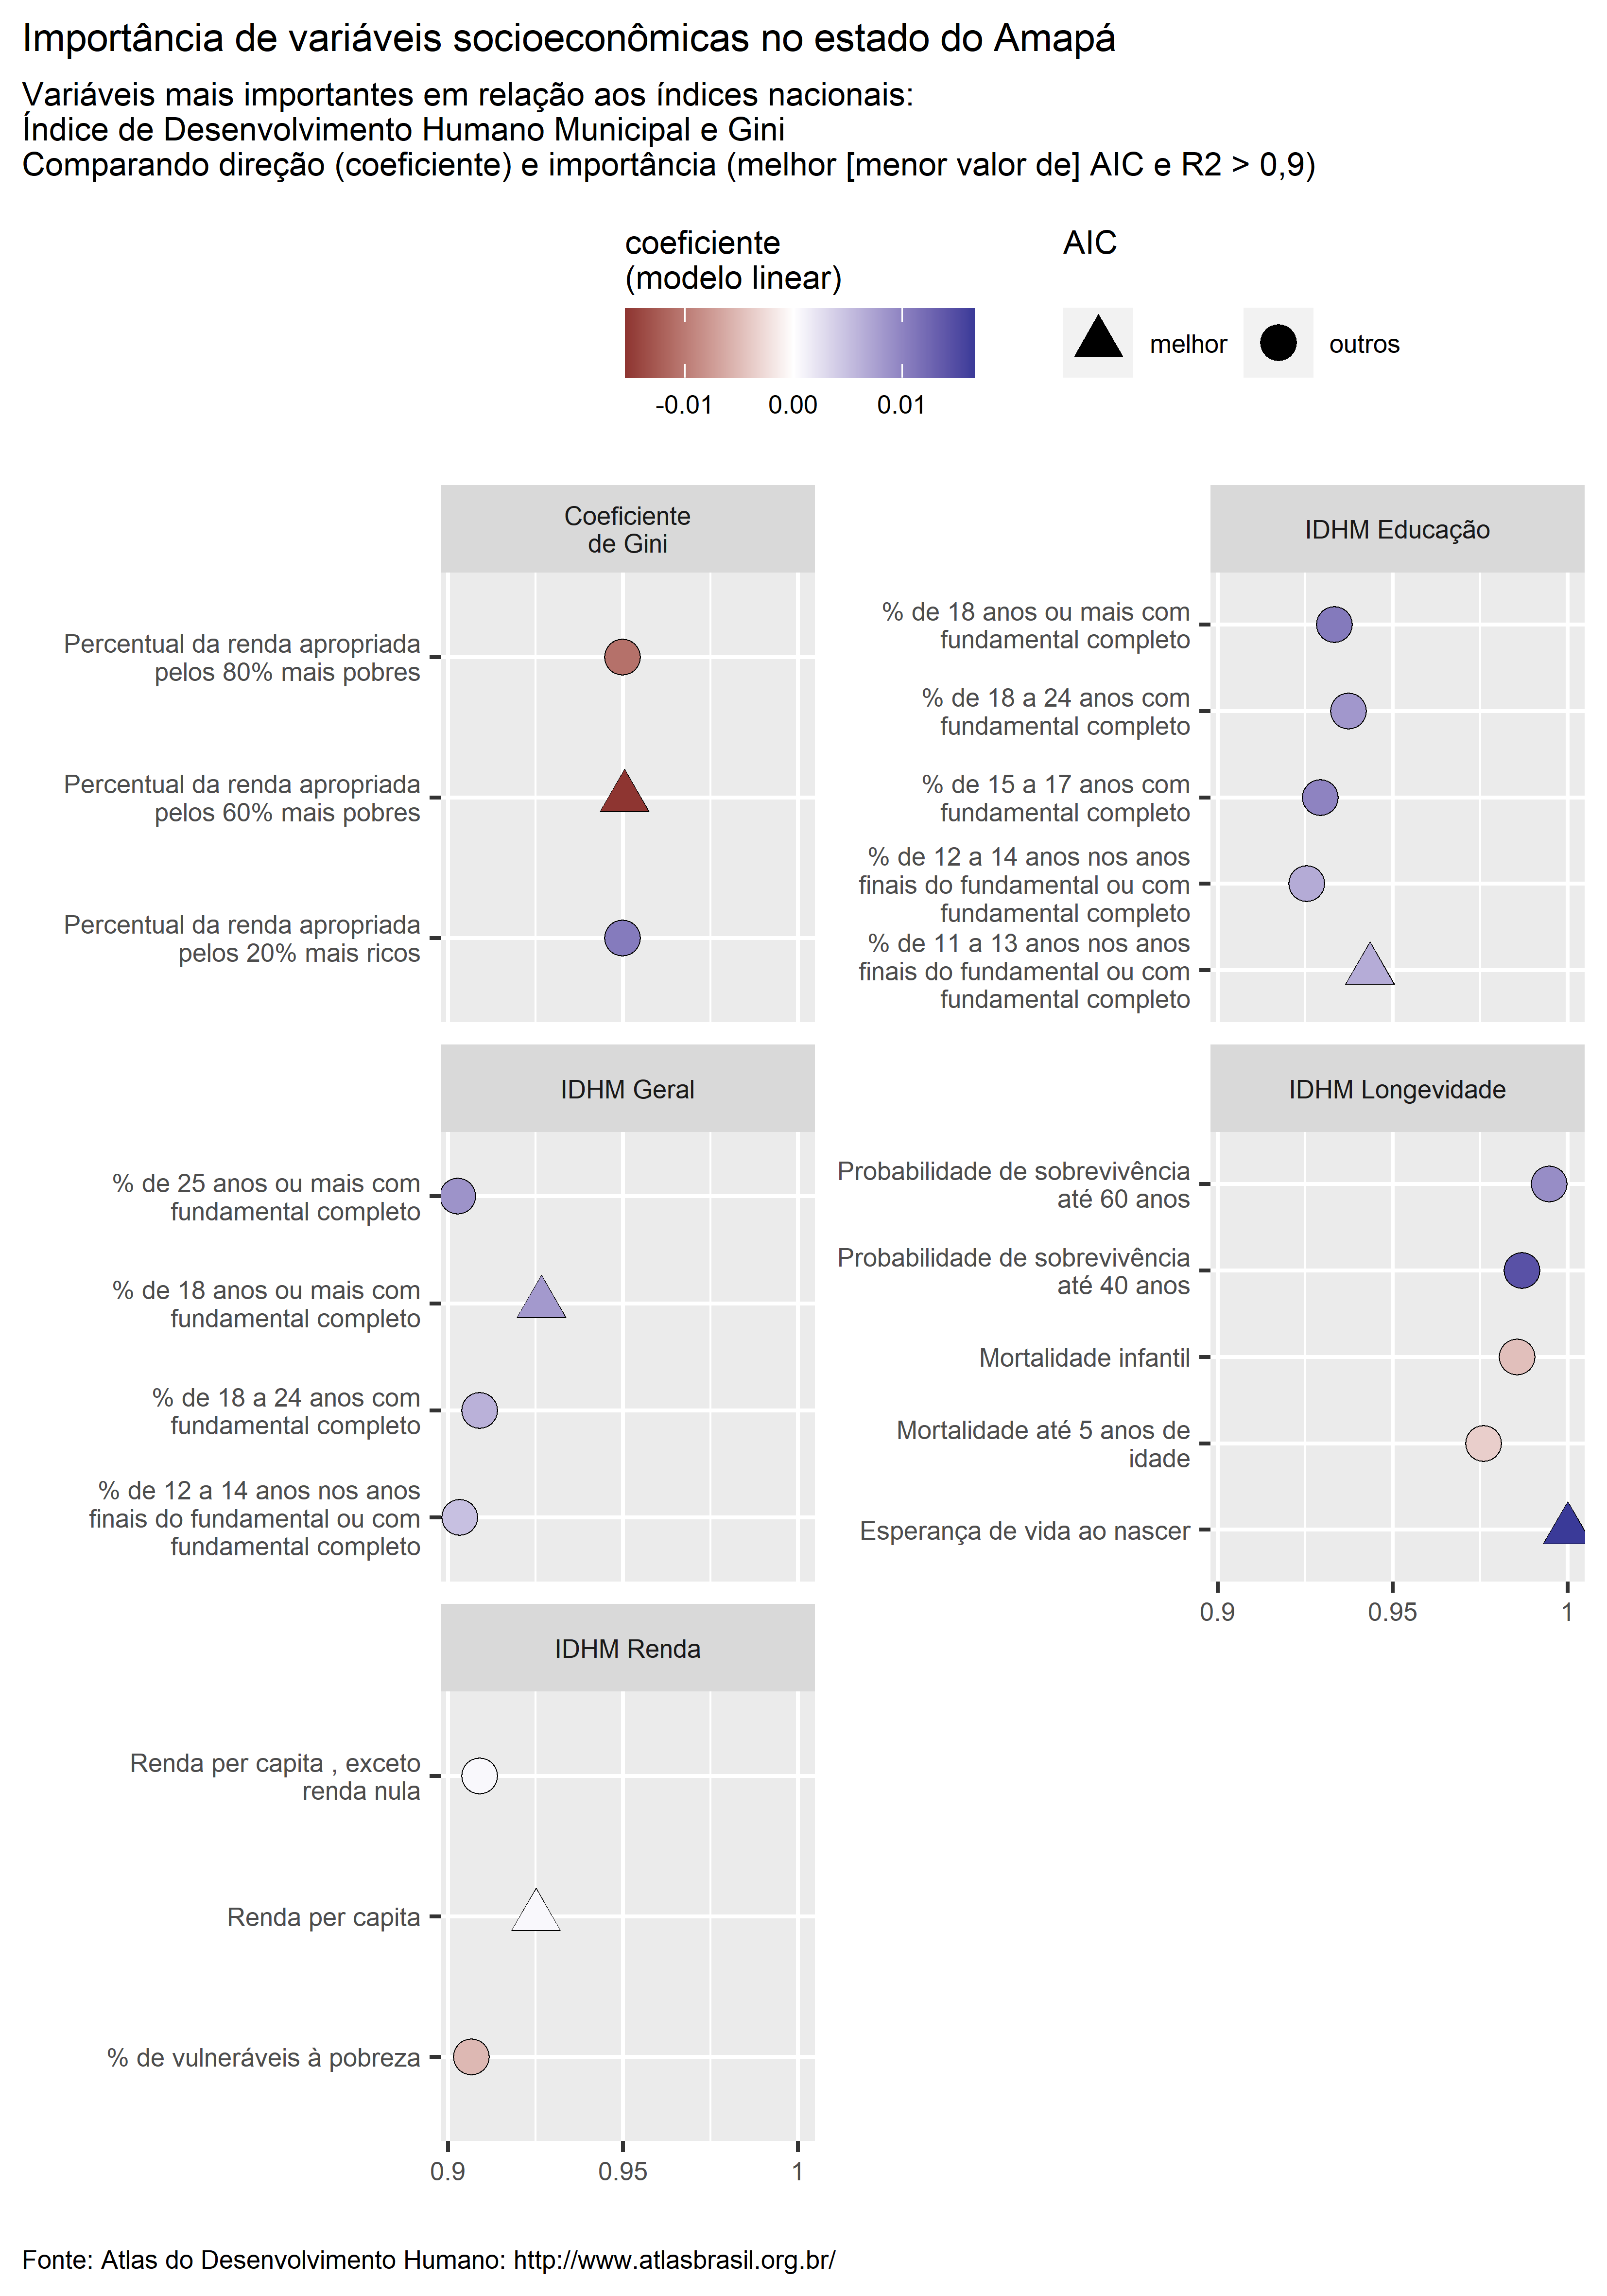 Importância de variáveis socioeconômicas no estado do Amapá
Variáveis mais importantes em relação aos índices nacionais:
Índice de Desenvolvimento Humano Municipal e Gini
Comparando direção (coeficiente) e importância (melhor [menor valor de] AIC e R2 > 0,9)
coeficiente
(modelo linear)
-0.01 0.00 0.01
AIC
melhor
outros
Coeficiente
de Gini
Percentual da renda apropriada
pelos 80% mais pobres
Percentual da renda apropriada
pelos 60% mais pobres
Percentual da renda apropriada
pelos 20% mais ricos
IDHM Educação
% de 18 anos ou mais com
fundamental completo
% de 18 a 24 anos com
fundamental completo
% de 15 a 17 anos com
fundamental completo
% de 12 a 14 anos nos anos
finais do fundamental ou com
fundamental completo
% de 11 a 13 anos nos anos
finais do fundamental ou com
fundamental completo
IDHM Geral
% de 25 anos ou mais com
fundamental completo
% de 18 anos ou mais com
fundamental completo
% de 18 a 24 anos com
fundamental completo
% de 12 a 14 anos nos anos
finais do fundamental ou com
fundamental completo
IDHM Longevidade
Probabilidade de sobrevivência
até 60 anos
Probabilidade de sobrevivência
até 40 anos
Mortalidade infantil
Mortalidade até 5 anos de
idade
Esperança de vida ao nascer
0.9 0.95 1
IDHM Renda
Renda per capita , exceto
renda nula
Renda per capita
% de vulneráveis à pobreza
0.9 0.95 1
Fonte: Atlas do Desenvolvimento Humano: http://www.atlasbrasil.org.br/